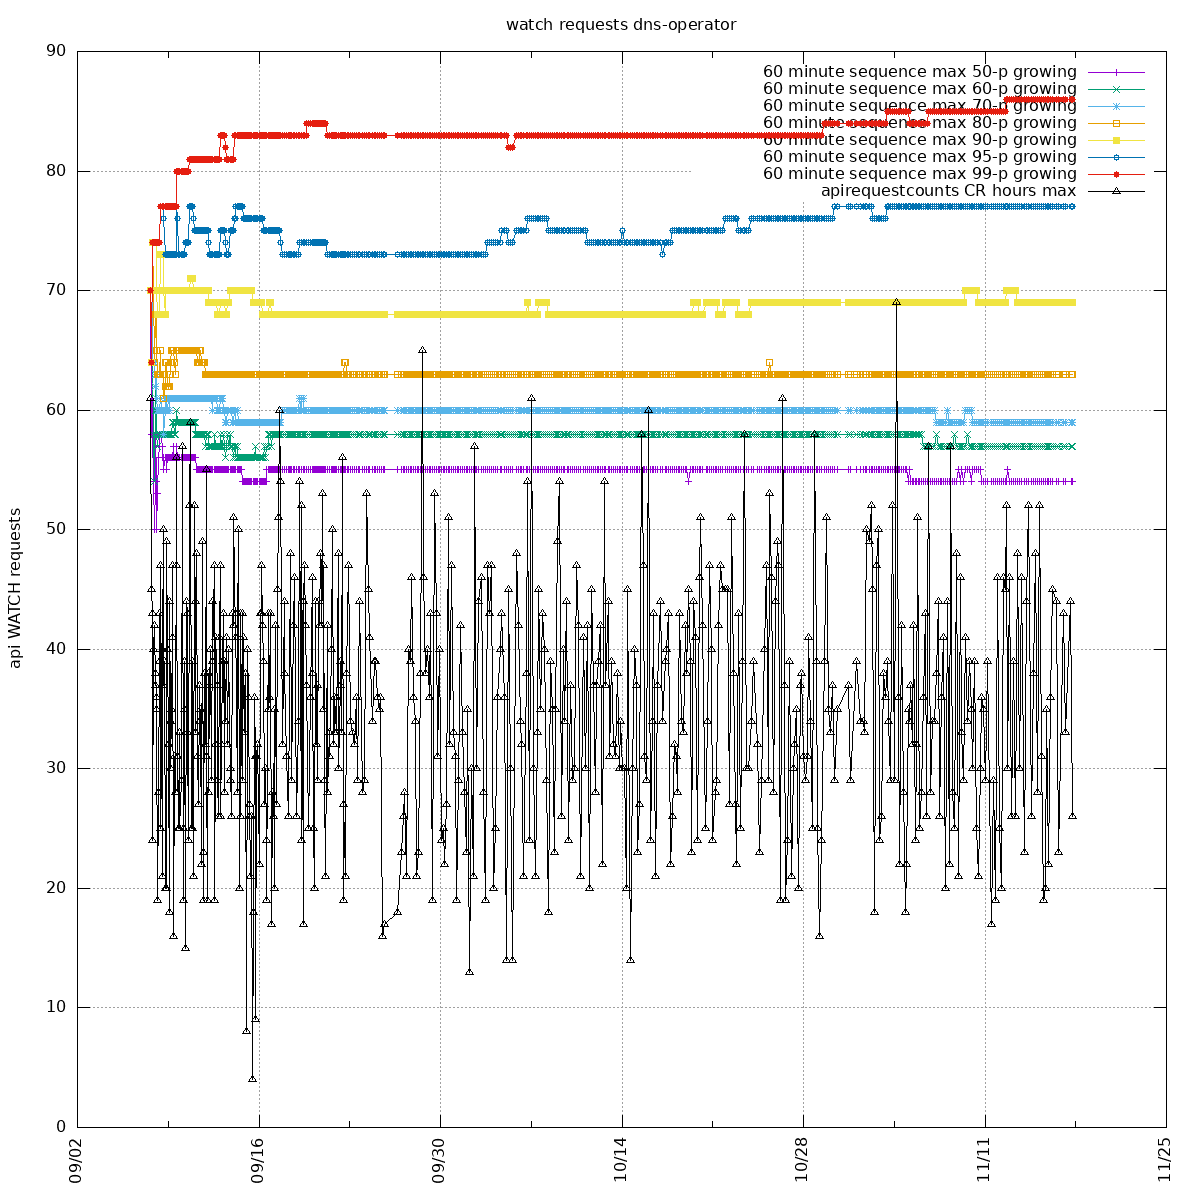 watch requests dns-operator
90
80
70
60
50
40
30
20
10
0
api WATCH requests
60 minute sequence max 50-p growing
60 minute sequence max 60-p growing
60 minute sequence max 70-p growing
60 minute sequence max 80-p growing
60 minute sequence max 90-p growing
60 minute sequence max 95-p growing
60 minute sequence max 99-p growing
apirequestcounts CR hours max
09/02
09/16
09/30
10/14
10/28
11/11
11/25